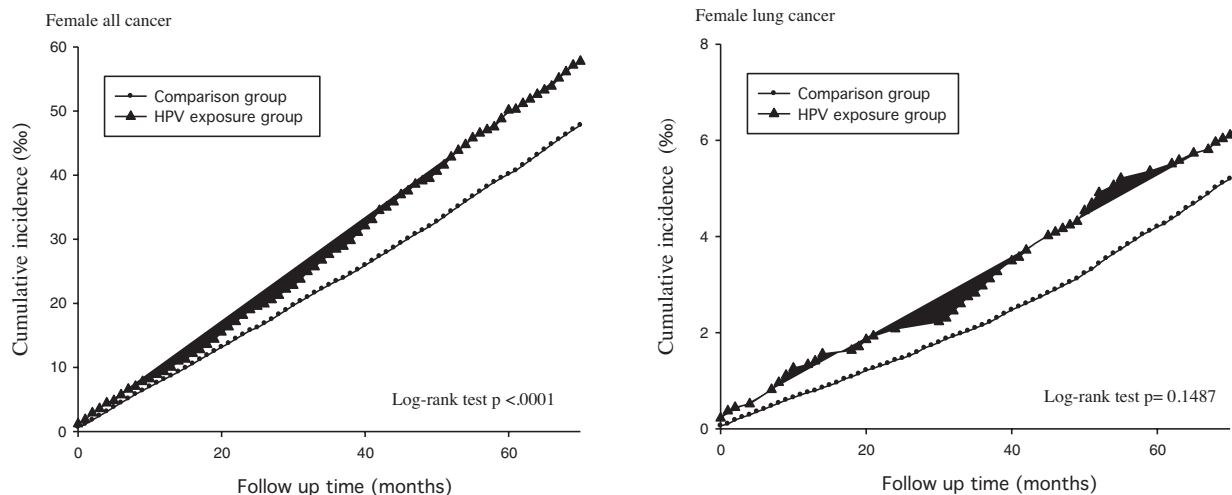 Female all cancer
60
50
40
30
20
10
0
Cumulative incidence (‰)
Comparison group
HPV exposure group
Log-rank test p <.0001
0 20 40 60
Follow up time (months)
Female lung cancer
8
6
4
2
0
Cumulative incidence (‰)
Comparison group
HPV exposure group
Log-rank test p= 0.1487
0 20 40 60
Follow up time (months)